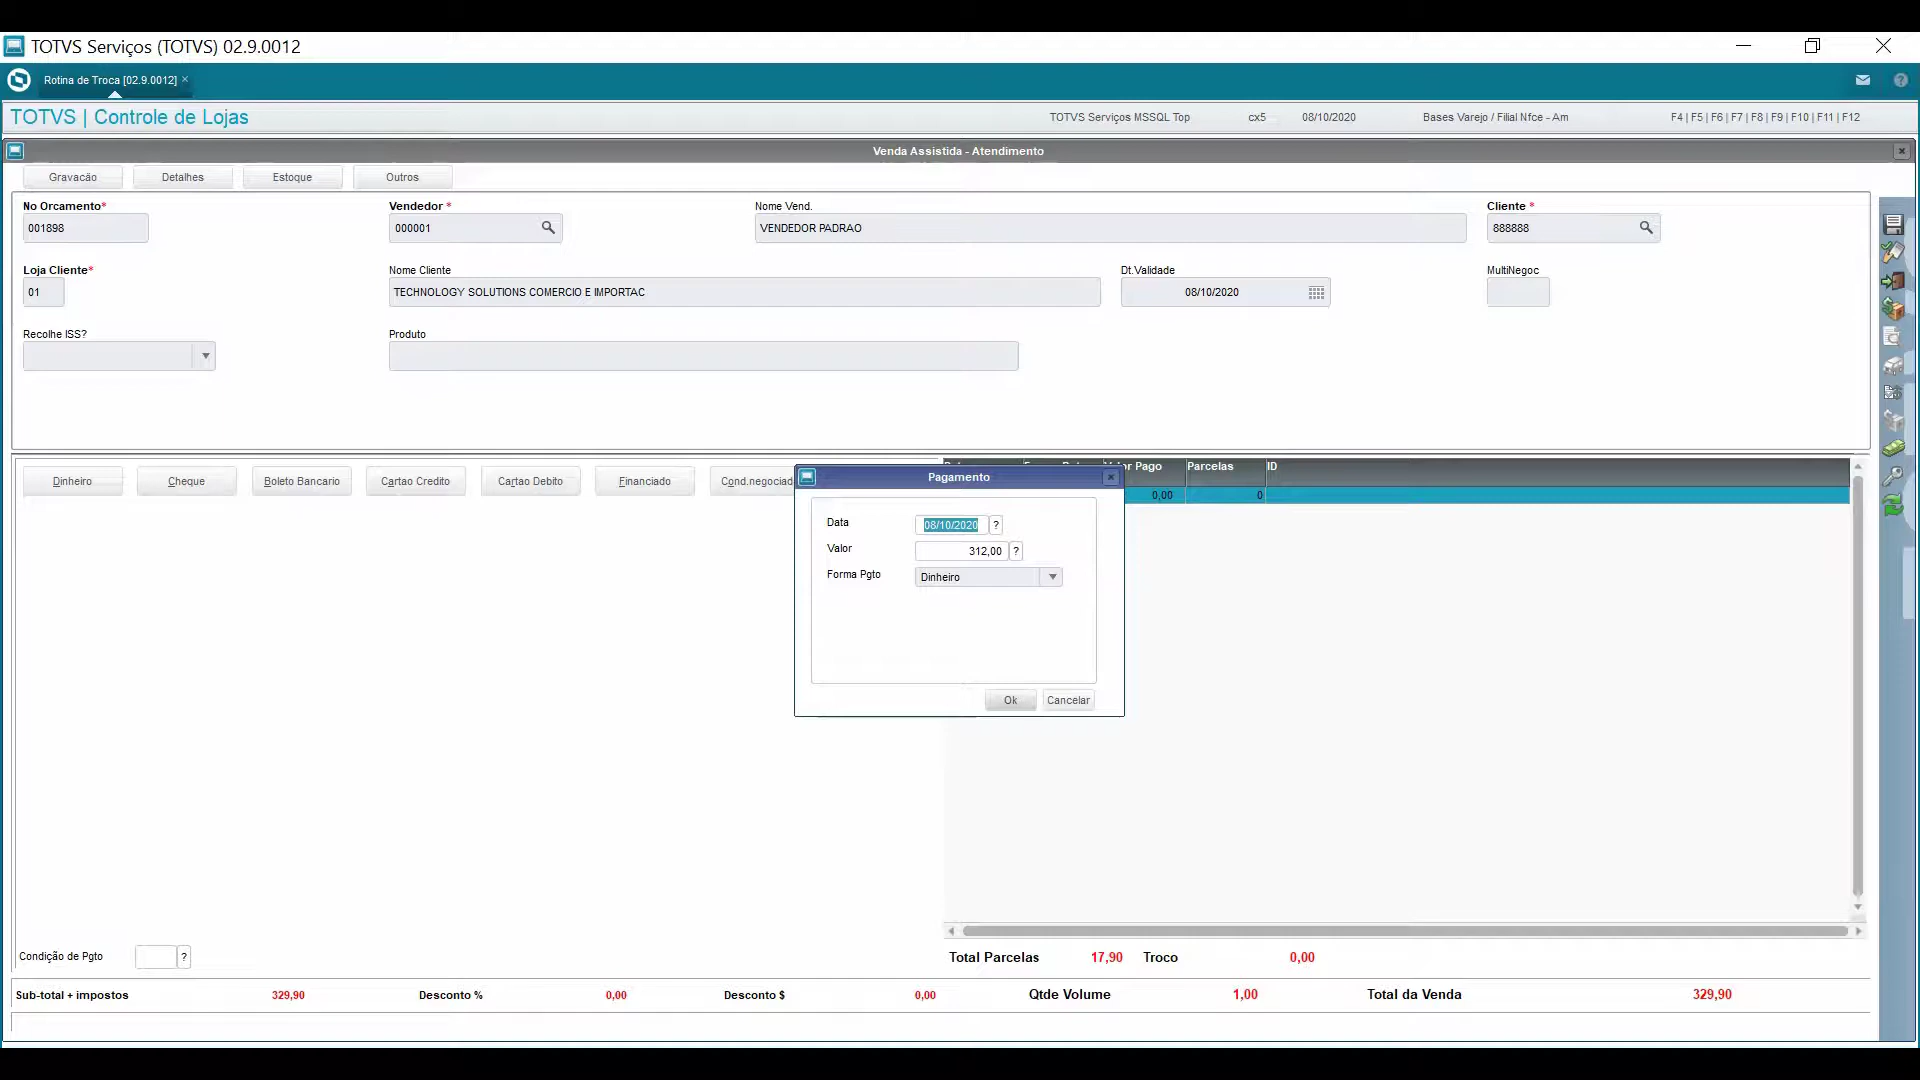 TOTVS Serviços (TOTVS) 02.9.0012
Rotina de Troca [02.9.0012] ×
TOTVS | Controle de Lojas
TOTVS Serviços MSSQL Top cx5 08/10/2020 Bases Varejo / Filial Nfce - Am F4 | F5 | F6 | F7 | F8 | F9 | F10 | F11 | F12
Venda Assistida - Atendimento
Gravacão Detalhes Estoque Outros
No Orcamento* Vendedor * Nome Vend. Cliente *
001898 000001 VENDEDOR PADRAO 888888
Loja Cliente* Nome Cliente Dt.Validade MultiNegoc
01 TECHNOLOGY SOLUTIONS COMERCIO E IMPORTAC 08/10/2020
Recolhe ISS? Produto
Dinheiro Cheque Boleto Bancario Cartao Credito Cartao Debito Financiado Cond.negociad
Pago Parcelas ID
0,00 0
Pagamento
Data 08/10/2020 ?
Valor 312,00 ?
Forma Pgto Dinheiro
Ok Cancelar
Condição de Pgto ?
Total Parcelas 17,90 Troco 0,00
Sub-total + impostos 329,90 Desconto % 0,00 Desconto $ 0,00 Qtde Volume 1,00 Total da Venda 329,90